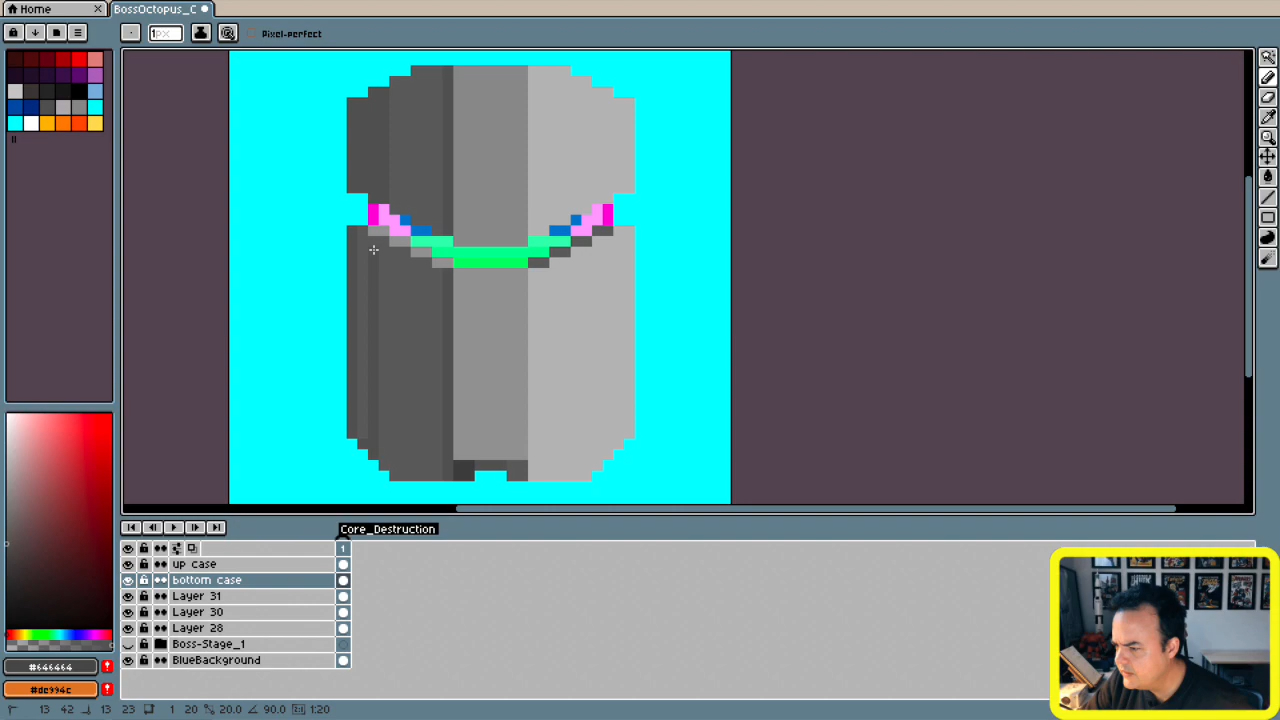 Home
BossOctopus_C
1px
Pixel-perfect
Core_Destruction
1
up case
bottom case
Layer 31
Layer 30
Layer 28
Boss-Stage_1
BlueBackground
#646464
#de994c
13 42 13 23 1 20 20.0 90.0 1:20